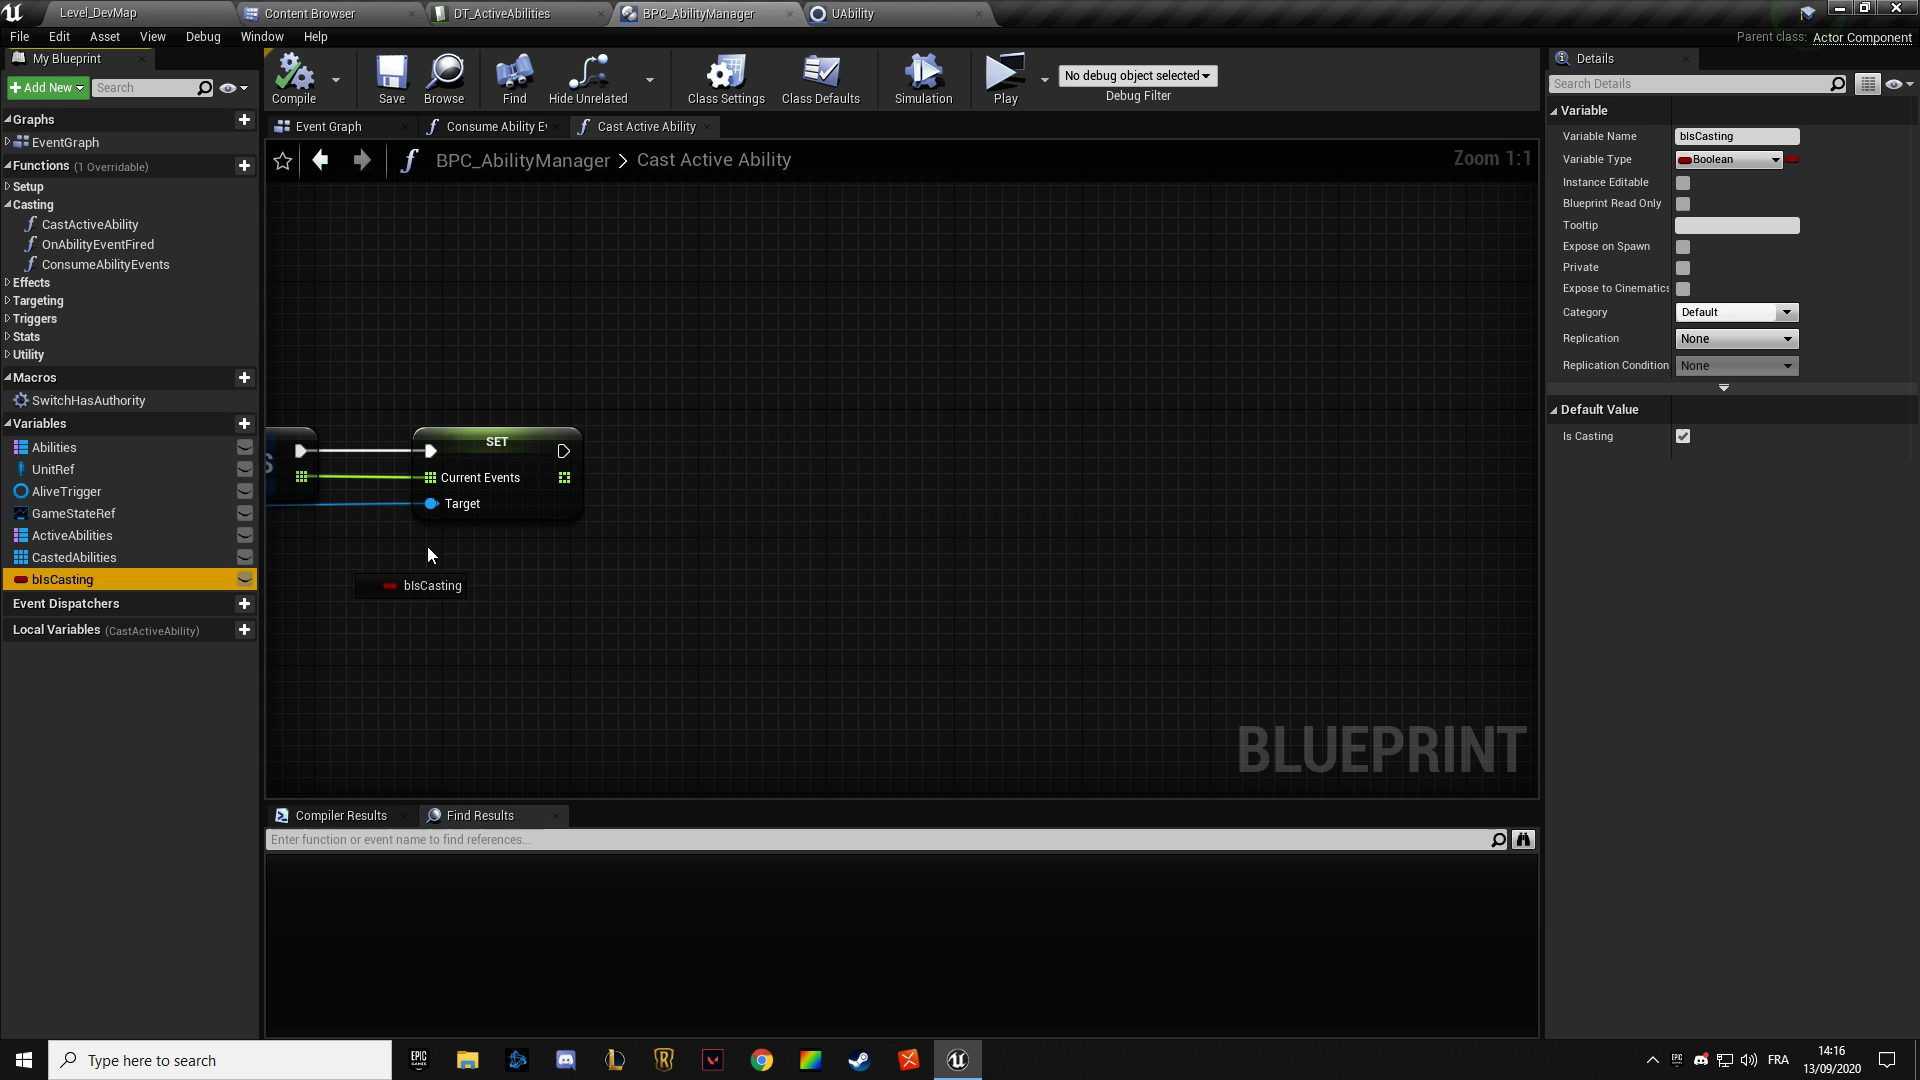 Level_DevMap
Content Browser
DT_ActiveAbilities
BPC_AbilityManager
UAbility
File Edit Asset View Debug Window Help
Parent class: Actor Component
My Blueprint
Add New
Search
Compile
Save
Browse
Find
Hide Unrelated
Class Settings
Class Defaults
Simulation
Play
No debug object selected
Debug Filter
Event Graph
Consume Ability E
Cast Active Ability
BPC_AbilityManager > Cast Active Ability
Zoom 1:1
Graphs
EventGraph
Functions (1 Overridable)
Setup
Casting
CastActiveAbility
OnAbilityEventFired
ConsumeAbilityEvents
Effects
Targeting
Triggers
Stats
Utility
Macros
SwitchHasAuthority
Variables
Abilities
UnitRef
AliveTrigger
GameStateRef
ActiveAbilities
CastedAbilities
bIsCasting
Event Dispatchers
Local Variables (CastActiveAbility)
SET
Current Events
Target
bIsCasting
BLUEPRINT
Compiler Results
Find Results
Enter function or event name to find references...
Details
Search Details
Variable
Variable Name bIsCasting
Variable Type Boolean
Instance Editable
Blueprint Read Only
Tooltip
Expose on Spawn
Private
Expose to Cinematics
Category Default
Replication None
Replication Condition None
Default Value
Is Casting
Type here to search
EPIC
FRA
14:16
13/09/2020